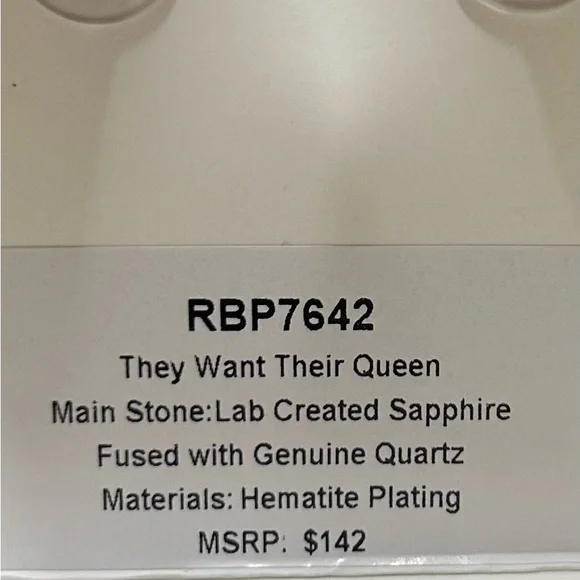 RBP7642
They Want Their Queen
Main Stone:Lab Created Sapphire
Fused with Genuine Quartz
Materials: Hematite Plating
MSRP: $142